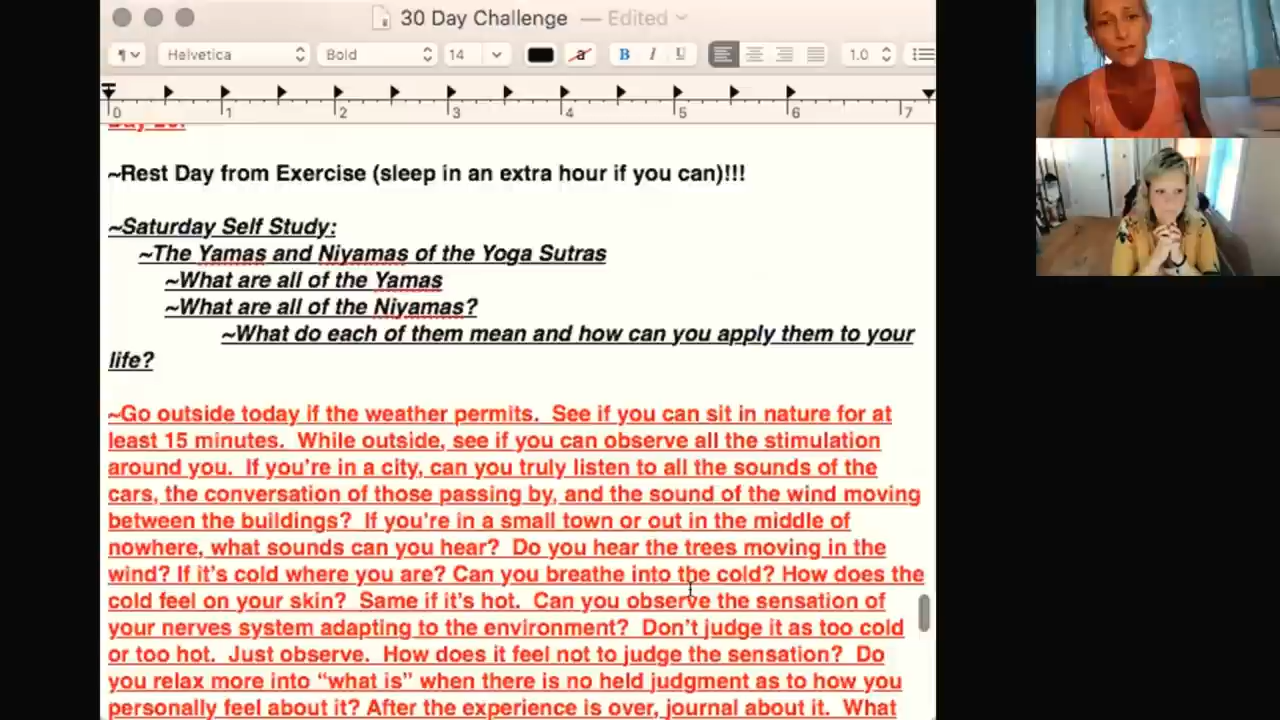 30 Day Challenge — Edited
¶ Helvetica Bold 14 a B I U 1.0
0 1 2 3 4 5 6 7
~Rest Day from Exercise (sleep in an extra hour if you can)!!!
~Saturday Self Study:
~The Yamas and Niyamas of the Yoga Sutras
~What are all of the Yamas
~What are all of the Niyamas?
~What do each of them mean and how can you apply them to your
life?
~Go outside today if the weather permits.  See if you can sit in nature for at
least 15 minutes.  While outside, see if you can observe all the stimulation
around you.  If you’re in a city, can you truly listen to all the sounds of the
cars, the conversation of those passing by, and the sound of the wind moving
between the buildings?  If you’re in a small town or out in the middle of
nowhere, what sounds can you hear?  Do you hear the trees moving in the
wind? If it’s cold where you are? Can you breathe into the cold? How does the
cold feel on your skin?  Same if it’s hot.  Can you observe the sensation of
your nerves system adapting to the environment?  Don’t judge it as too cold
or too hot.  Just observe.  How does it feel not to judge the sensation?  Do
you relax more into “what is” when there is no held judgment as to how you
personally feel about it? After the experience is over, journal about it.  What